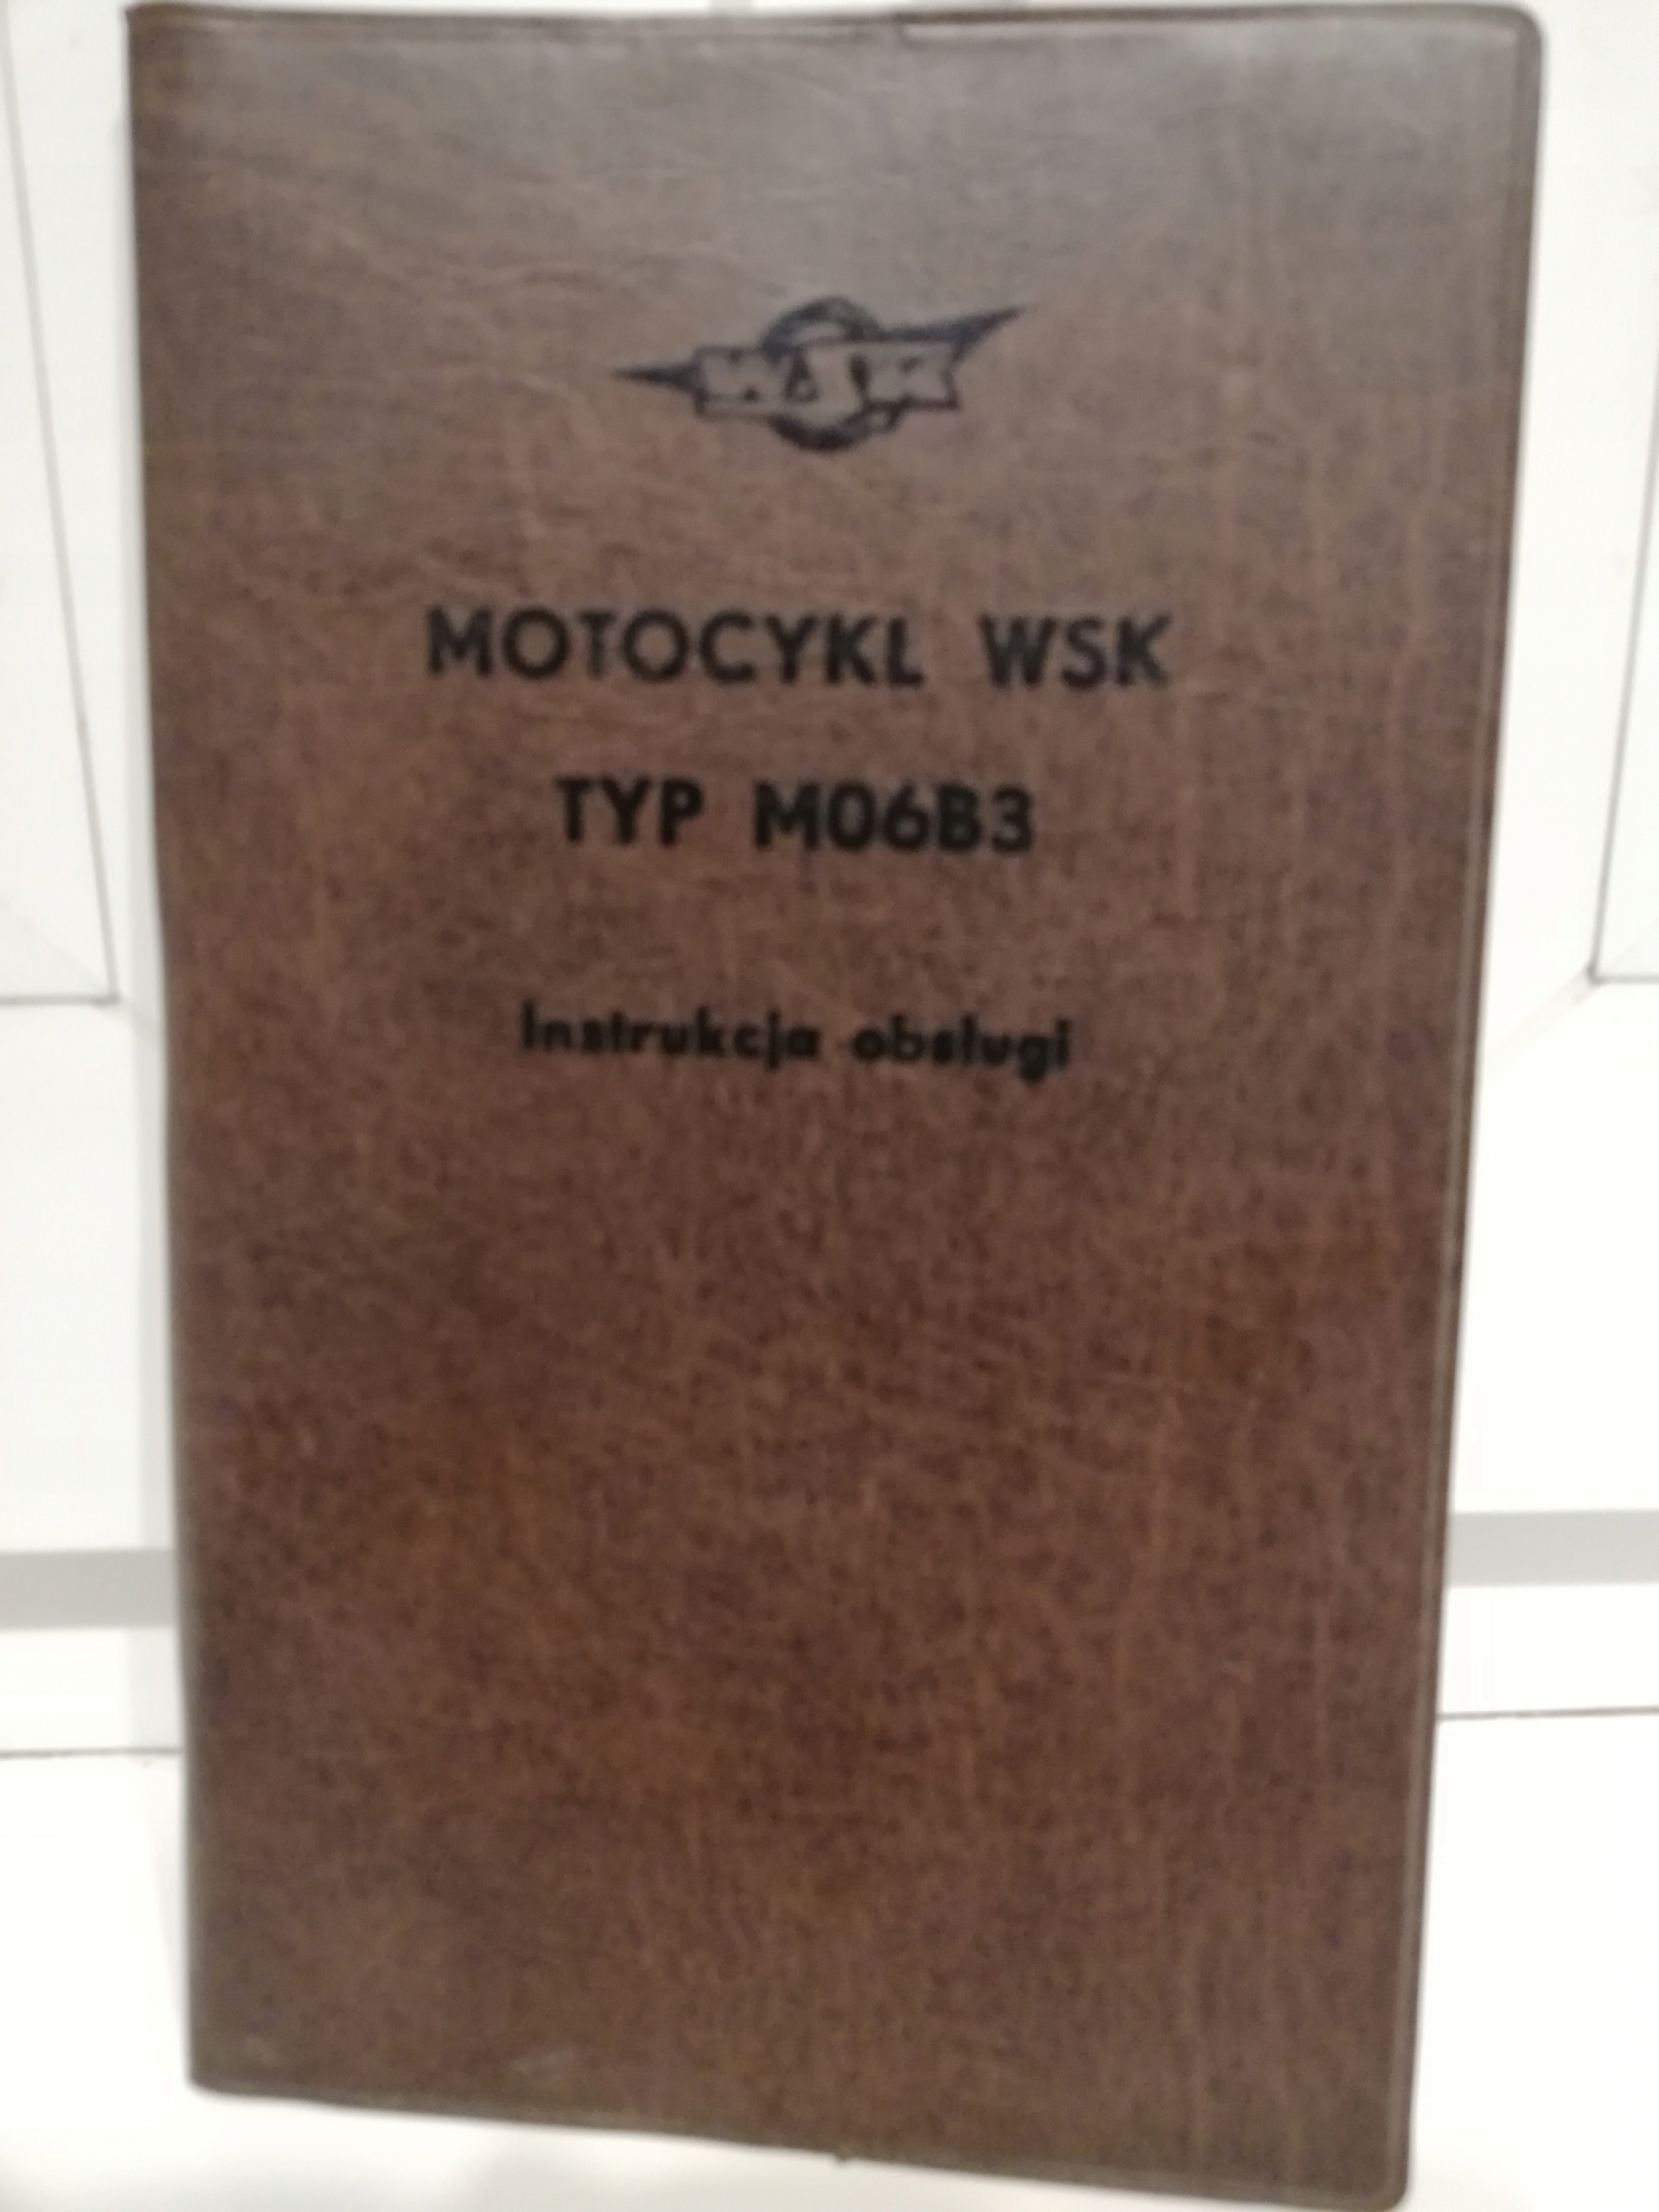 WSK
MOTOCYKL WSK
TYP M06B3
Instrukcja obsługi